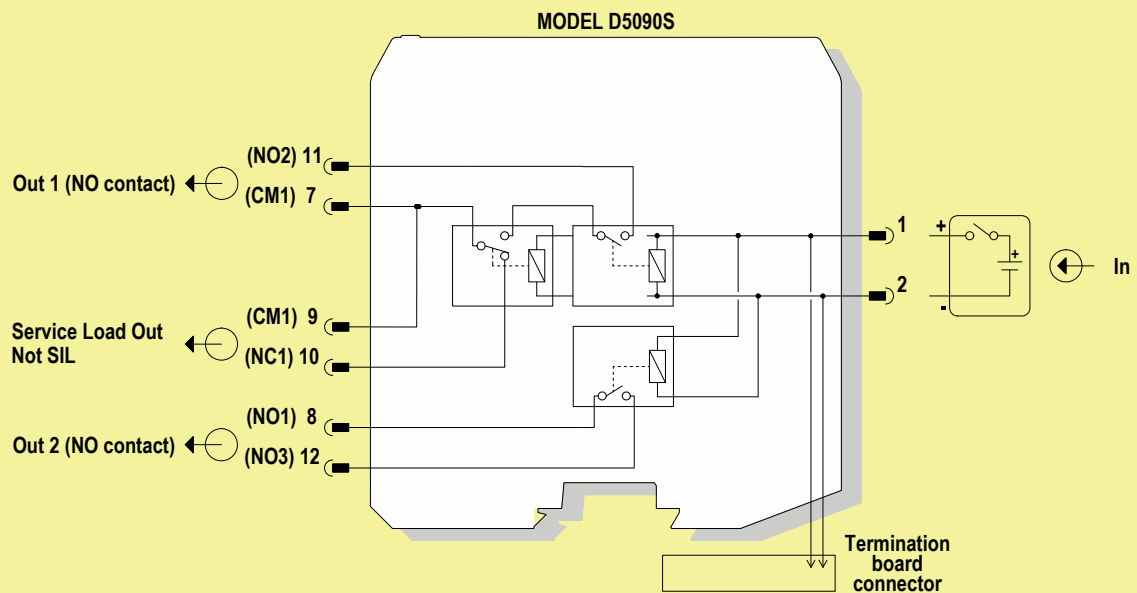 MODEL D5090S
(NO2) 11
Out 1 (NO contact)
(CM1) 7
1
+
+
In
2
-
(CM1) 9
Service Load Out
Not SIL
(NC1) 10
(NO1) 8
Out 2 (NO contact)
(NO3) 12
Termination
board
connector